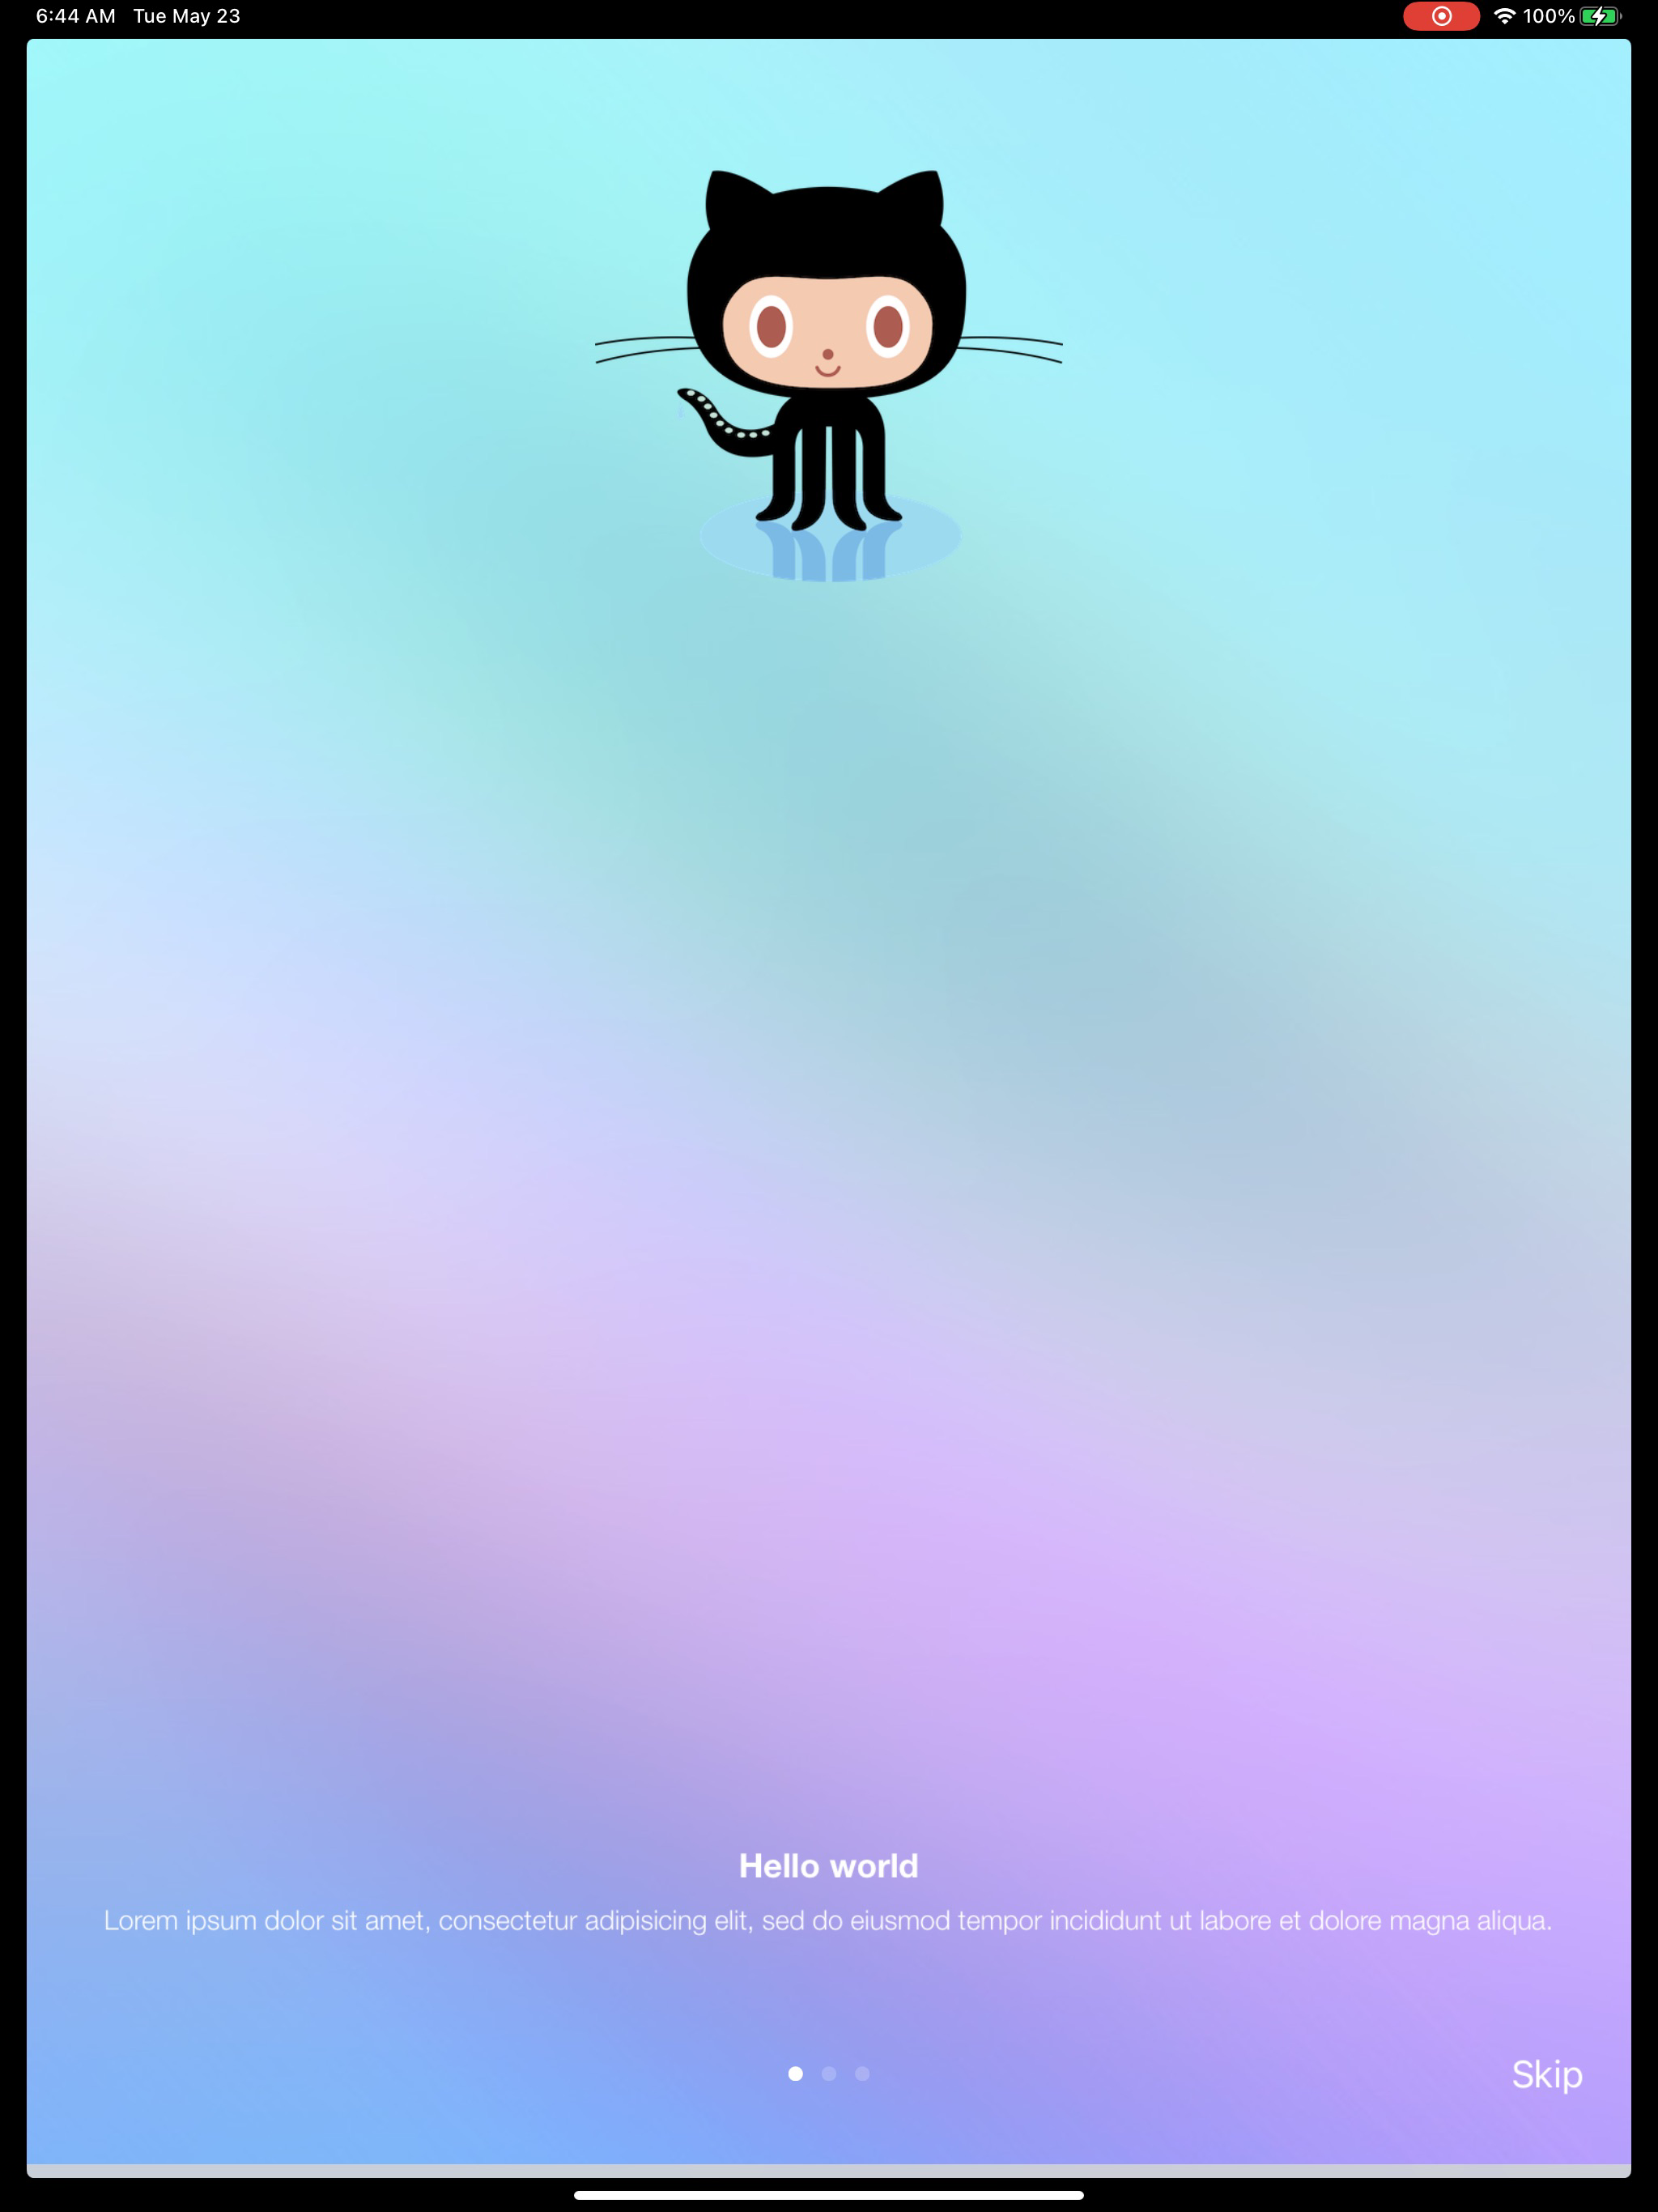 6:44 AM Tue May 23 100%
Hello world
Lorem ipsum dolor sit amet, consectetur adipisicing elit, sed do eiusmod tempor incididunt ut labore et dolore magna aliqua.
Skip